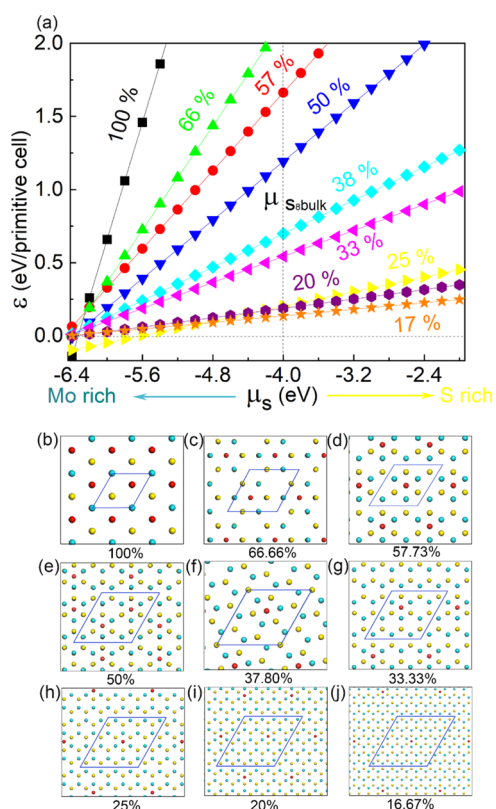 (a)
2.0
1.5
1.0
0.5
0.0
ε (eV/primitive cell)
100 %
66 %
57 %
50 %
μ S₈bulk
38 %
33 %
25 %
20 %
17 %
-6.4 -5.6 -4.8 -4.0 -3.2 -2.4
Mo rich μs (eV) S rich
(b) (c) (d)
100% 66.66% 57.73%
(e) (f) (g)
50% 37.80% 33.33%
(h) (i) (j)
25% 20% 16.67%